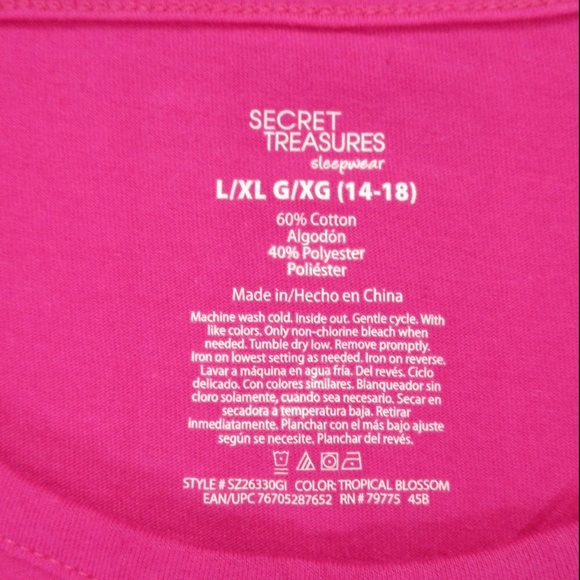 SECRET
TREASURES
sleepwear
L/XL G/XG (14-18)
60% Cotton
Algodón
40% Polyester
Poliéster
Made in/Hecho en China
Machine wash cold. Inside out. Gentle cycle. With
like colors. Only non-chlorine bleach when
needed. Tumble dry low. Remove promptly.
Iron on lowest setting as needed. Iron on reverse.
Lavar a máquina en agua fría. Del revés. Ciclo
delicado. Con colores similares. Blanqueador sin
cloro solamente, cuando sea necesario. Secar en
secadora a temperatura baja. Retirar
inmediatamente. Planchar con el más bajo ajuste
según se necesite. Planchar del revés.
STYLE # SZ26330GI COLOR: TROPICAL BLOSSOM
EAN/UPC 76705287652 RN # 79775 45B